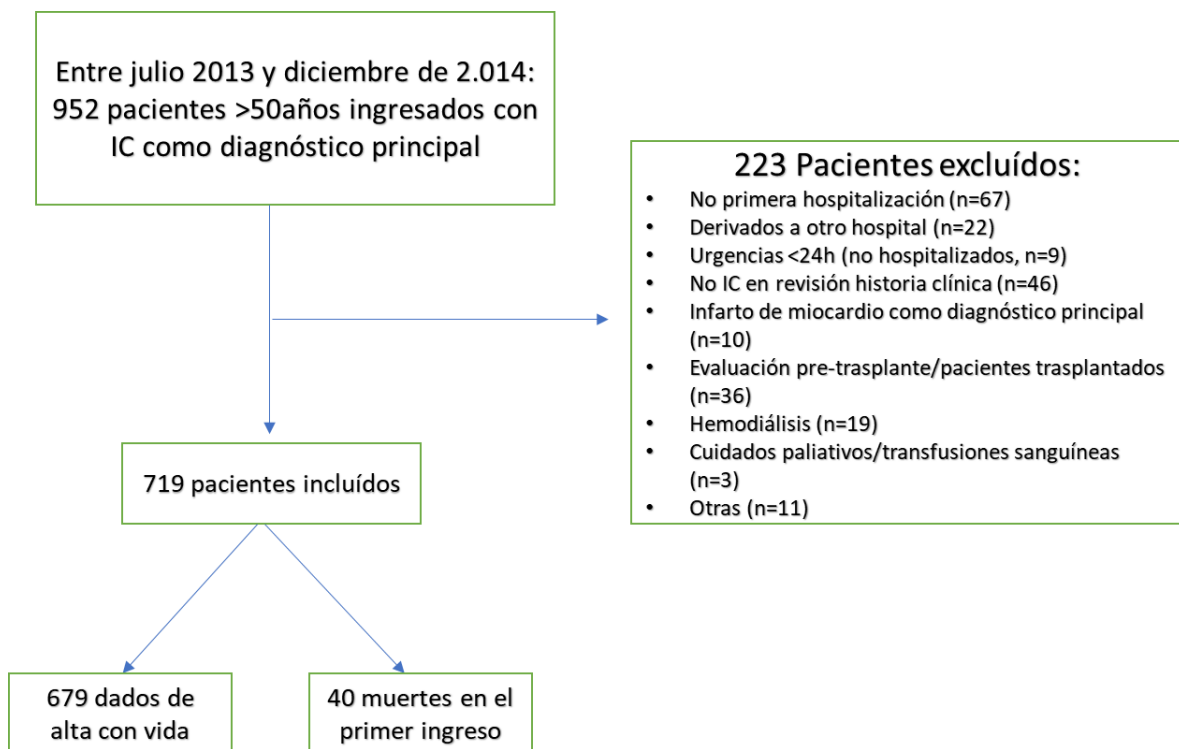 Entre julio 2013 y diciembre de 2.014:
952 pacientes >50años ingresados con
IC como diagnóstico principal
223 Pacientes excluídos:
• No primera hospitalización (n=67)
• Derivados a otro hospital (n=22)
• Urgencias <24h (no hospitalizados, n=9)
• No IC en revisión historia clínica (n=46)
• Infarto de miocardio como diagnóstico principal
(n=10)
• Evaluación pre-trasplante/pacientes trasplantados
(n=36)
• Hemodiálisis (n=19)
• Cuidados paliativos/transfusiones sanguíneas
(n=3)
• Otras (n=11)
719 pacientes incluídos
679 dados de
alta con vida
40 muertes en el
primer ingreso